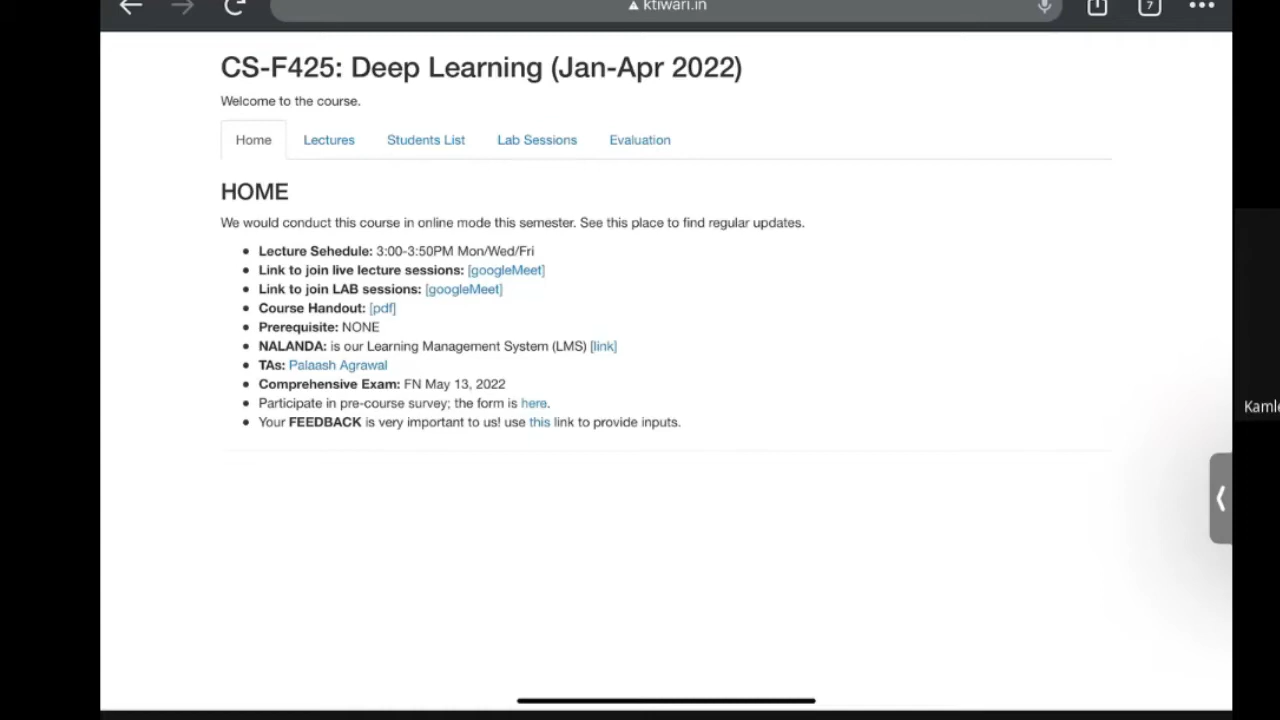 ktiwari.in
7
CS-F425: Deep Learning (Jan-Apr 2022)
Welcome to the course.
Home Lectures Students List Lab Sessions Evaluation
HOME
We would conduct this course in online mode this semester. See this place to find regular updates.
Lecture Sehedule: 3:00-3:50PM Mon/Wed/Fri
Link to join live lecture sessions: [googleMeet]
Link to join LAB sessions: [googleMeet]
Course Handout: [pdf]
Prerequisite: NONE
NALANDA: is our Learning Management System (LMS) [link]
TAs: Palaash Agrawal
Comprehensive Exam: FN May 13, 2022
Participate in pre-course survey; the form is here.
Your FEEDBACK is very important to us! use this link to provide inputs.
Kamle